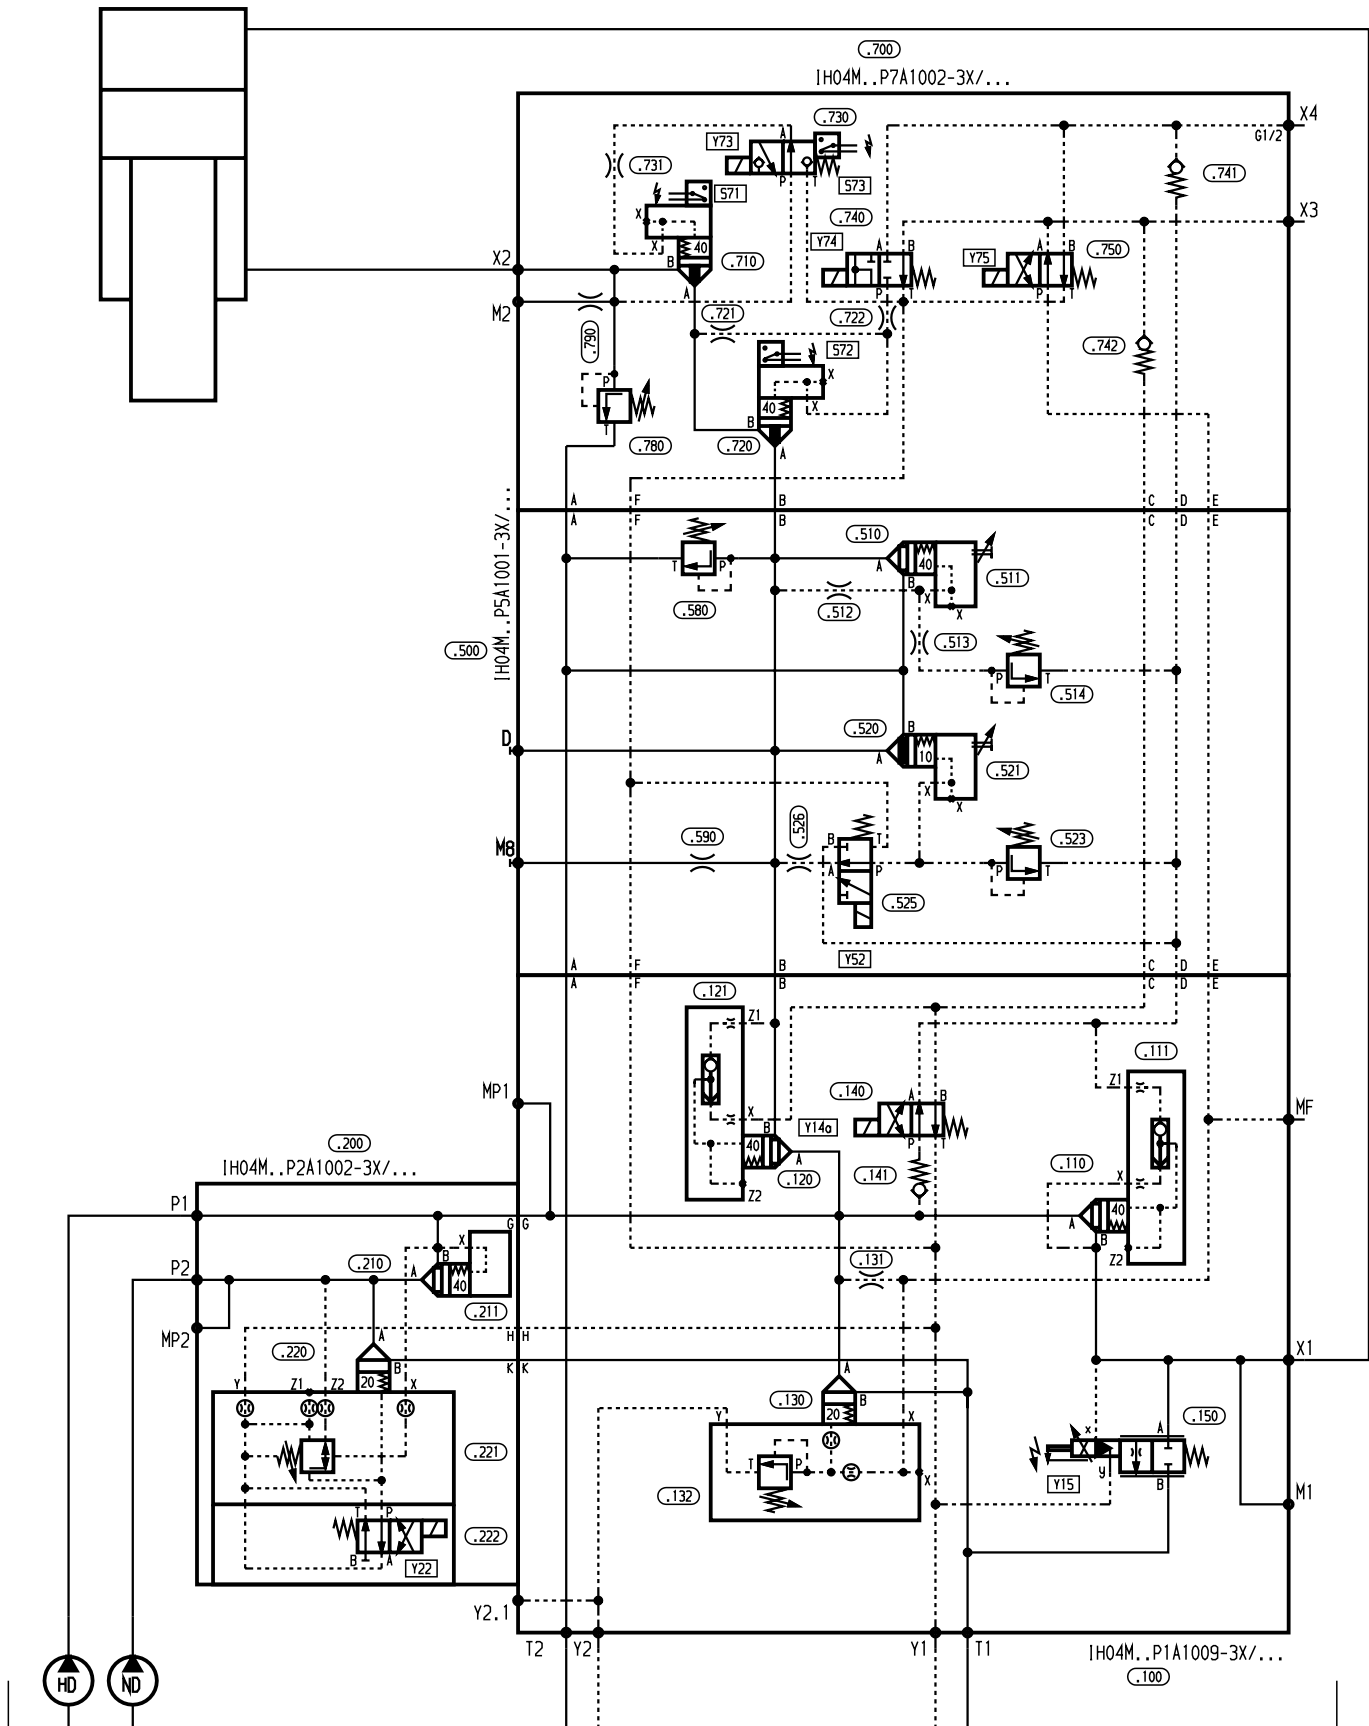 .700
IH04M..P7A1002-3X/...
X4
G1/2
.730
Y73
A
P T
S73
.731
S71
X
X
40
B
.710
A
.741
X3
.740
Y74
A B
P T
Y75
A B
P T
.750
X2
M2
.790
.721
.722
S72
X
X
40
B
.720
A
.742
P
T
.780
A F B C D E
A F B C D E
IH04M..P5A1001-3X/...
.500
T P
.580
.510
A
40
B
X
X
.511
.512
.513
P T
.514
D
.520
B
A
10
X
X
.521
M8
.590
.526
B T
A P
.525
Y52
P T
.523
A F B C D E
A F B C D E
.121
Z1
X
B
40
A
.120
Z2
Y14a
.140
A B
P T
.141
.111
Z1
X
.110
A
40
B
Z2
MF
MP1
.200
IH04M..P2A1002-3X/...
P1
G G
X
B
A
40
.210
.211
P2
MP2
H H
K K
.220
A
B
20
Y Z1 Z2 X
.221
T P
B A
.222
Y22
.131
.130
A
B
20
Y X
T P
X
.132
X1
x
y
A
B
.150
Y15
M1
Y2.1
T2 Y2 Y1 T1
IH04M..P1A1009-3X/...
.100
HD ND